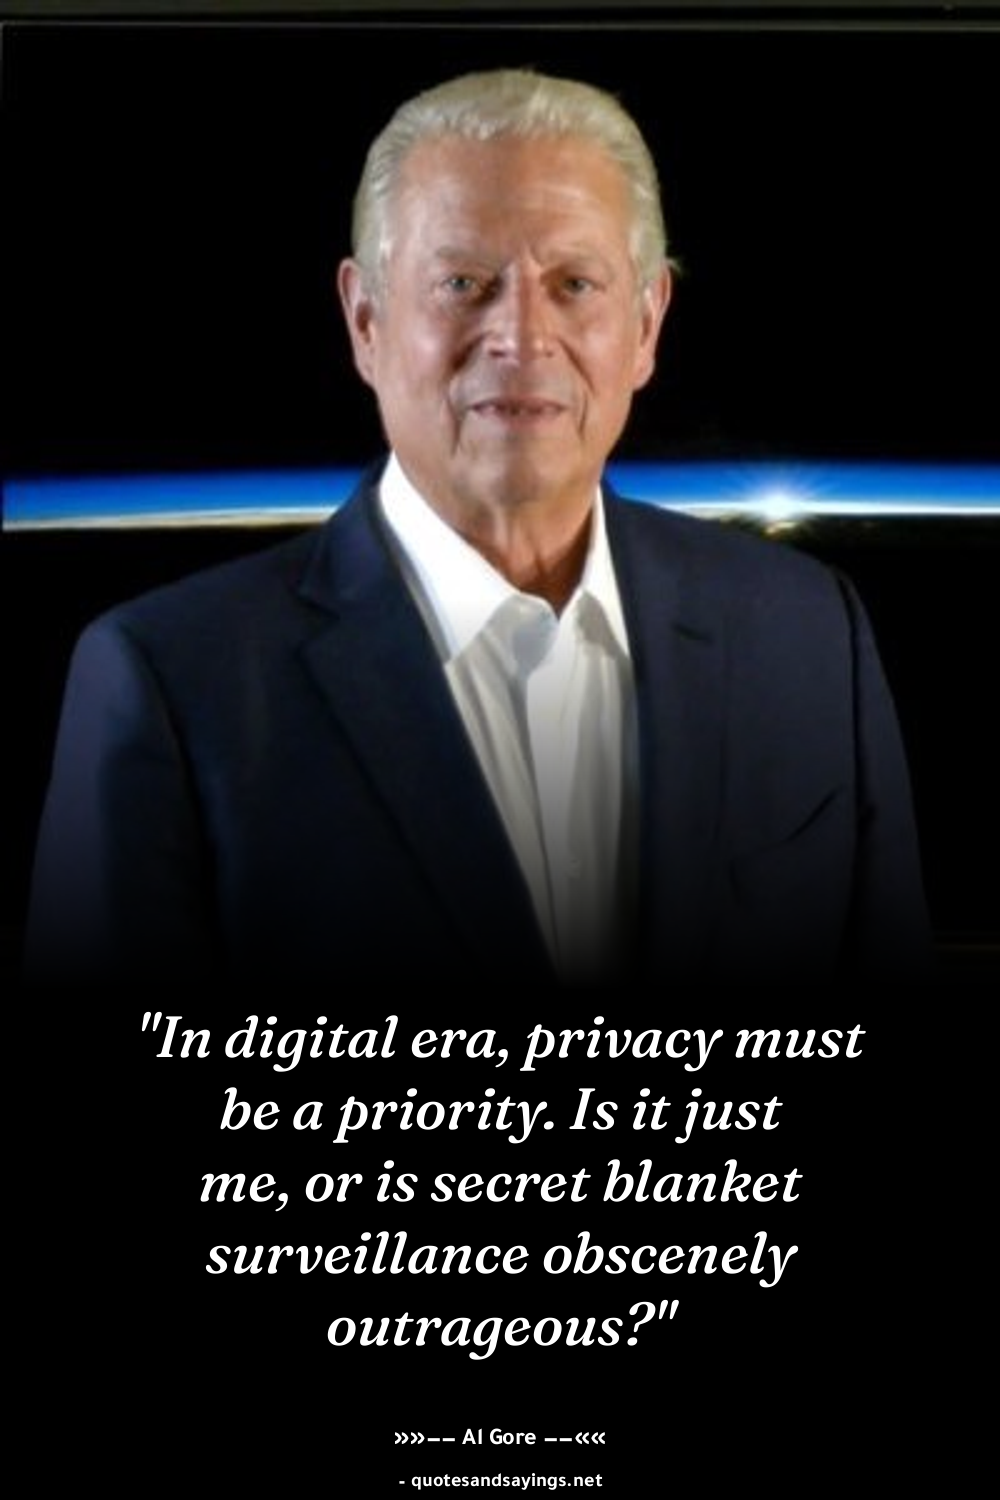 "In digital era, privacy must
be a priority. Is it just
me, or is secret blanket
surveillance obscenely
outrageous?"
»»—— Al Gore ——««
- quotesandsayings.net